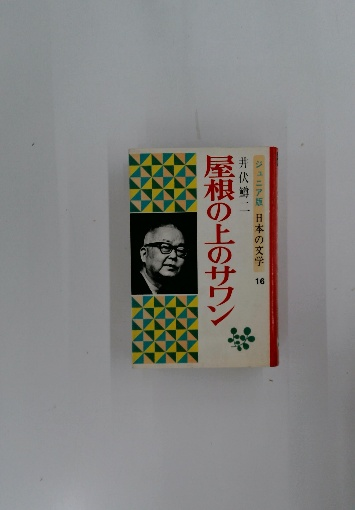 ジュニア版 日本の文学 16
井伏鱒二
屋根の上のサワン